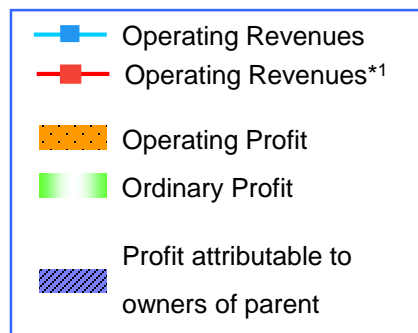 Operating Revenues
Operating Revenues*1
Operating Profit
Ordinary Profit
Profit attributable to
owners of parent